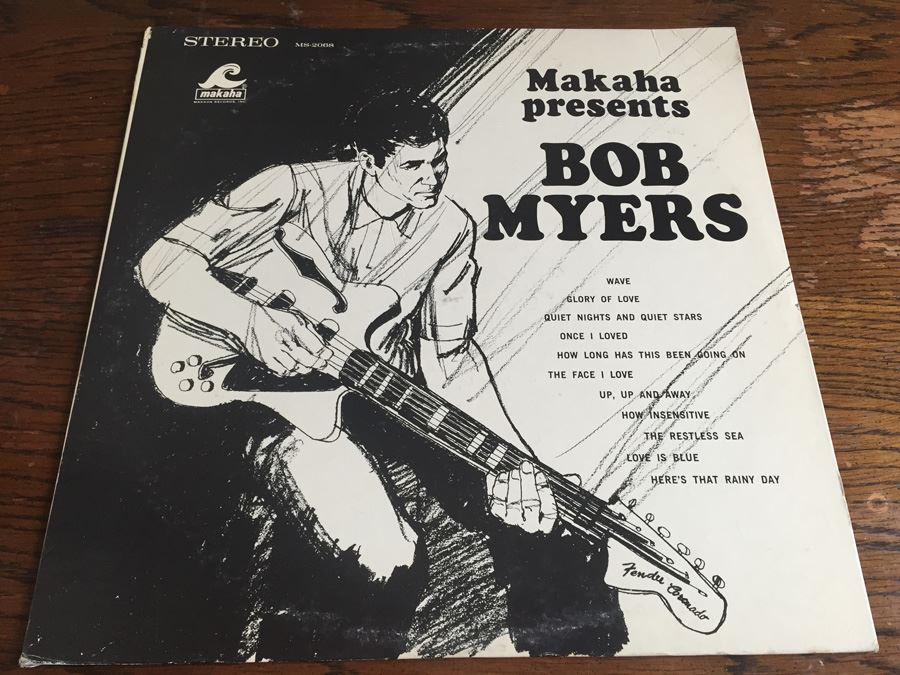 STEREO MS-2068
makaha
MAKAHA RECORDS, INC.
Makaha
presents
BOB
MYERS
WAVE
GLORY OF LOVE
QUIET NIGHTS AND QUIET STARS
ONCE I LOVED
HOW LONG HAS THIS BEEN GOING ON
THE FACE I LOVE
UP, UP AND AWAY
HOW INSENSITIVE
THE RESTLESS SEA
LOVE IS BLUE
HERE'S THAT RAINY DAY
Fender Coronado